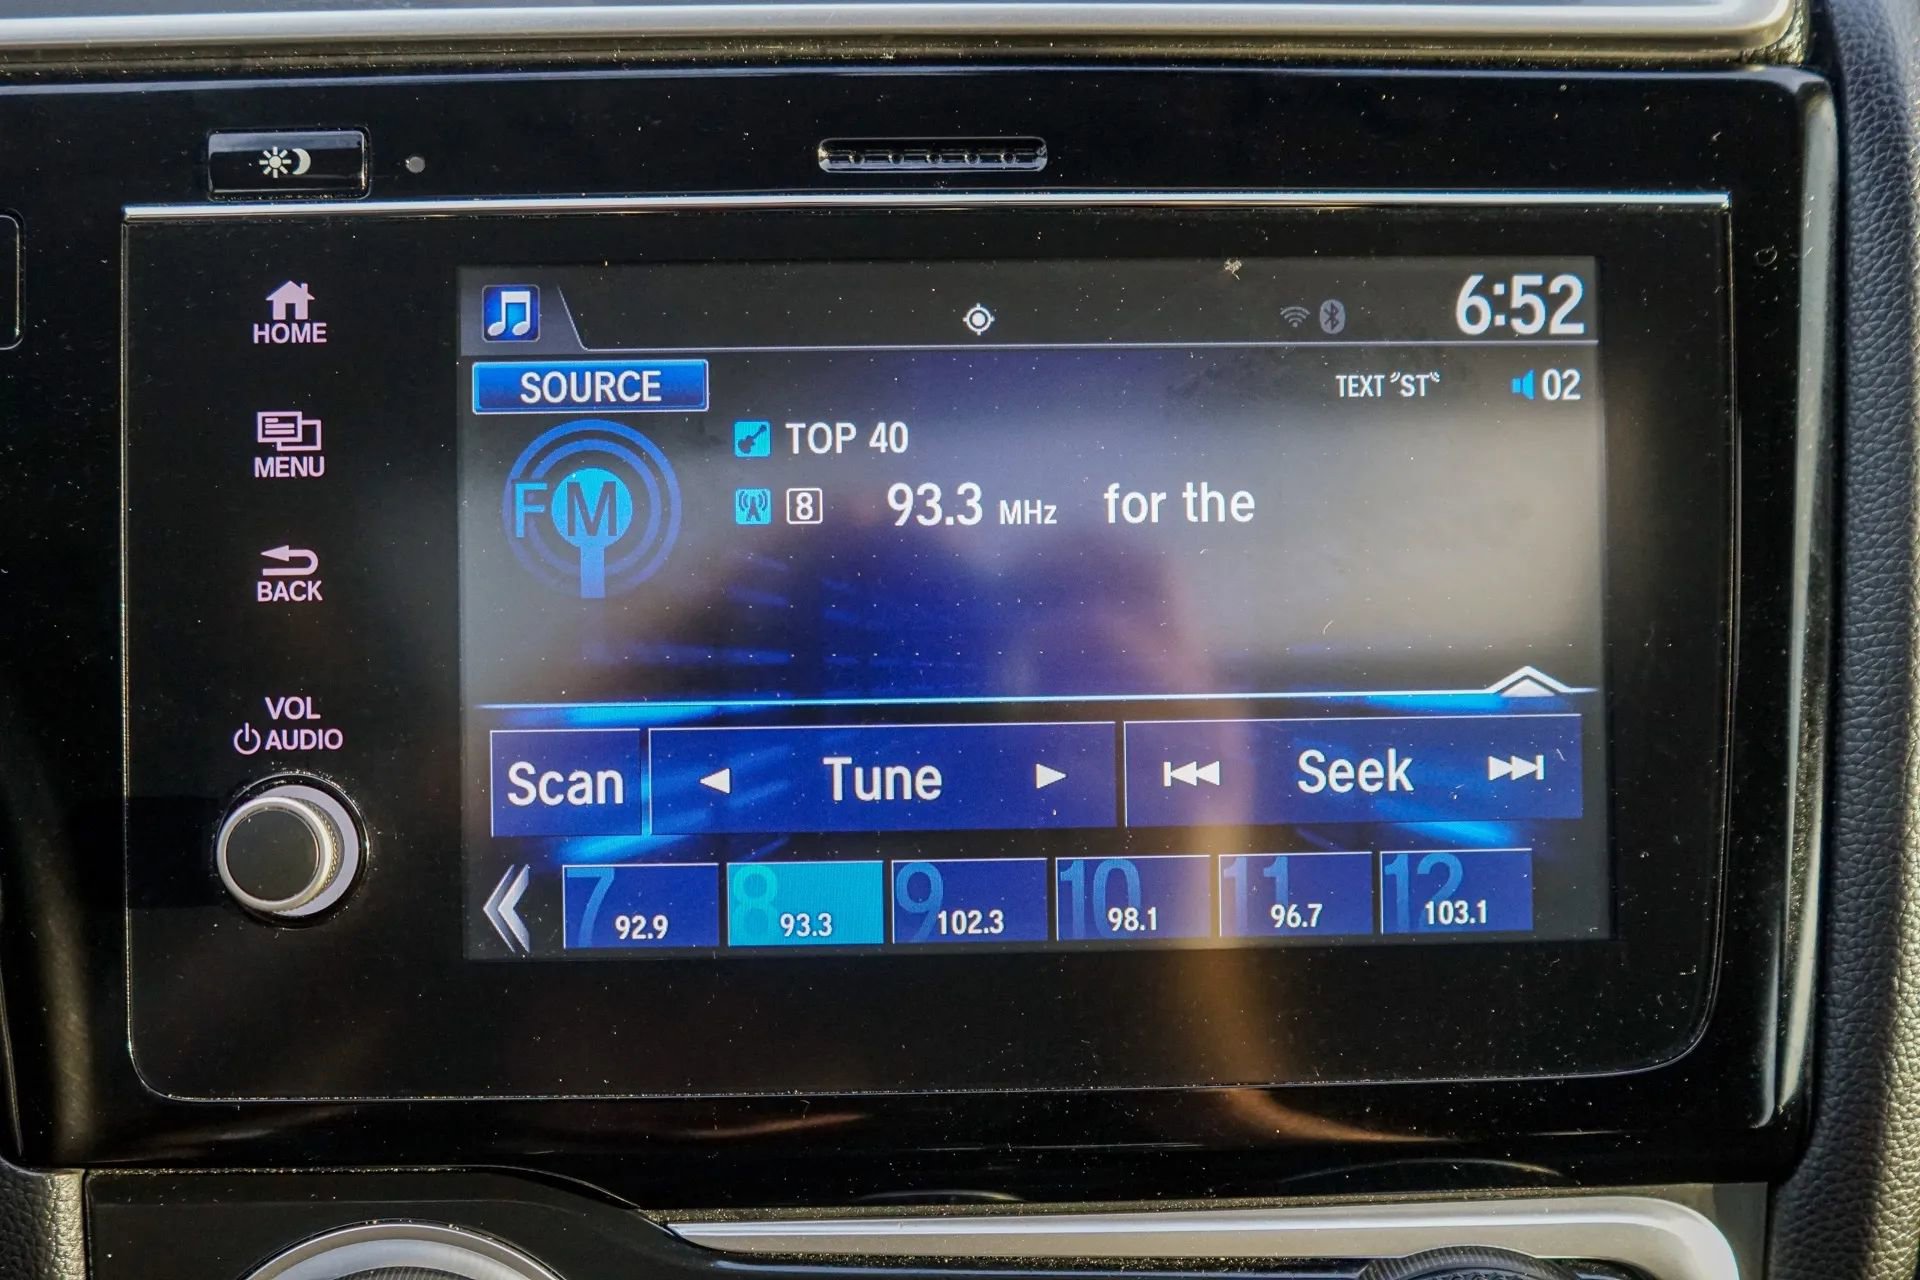 HOME
MENU
BACK
VOL
AUDIO
6:52
SOURCE
TEXT "ST"
02
TOP 40
FM
8 93.3 MHz for the
Scan Tune Seek
7 8 9 10 11 12
92.9 93.3 102.3 98.1 96.7 103.1